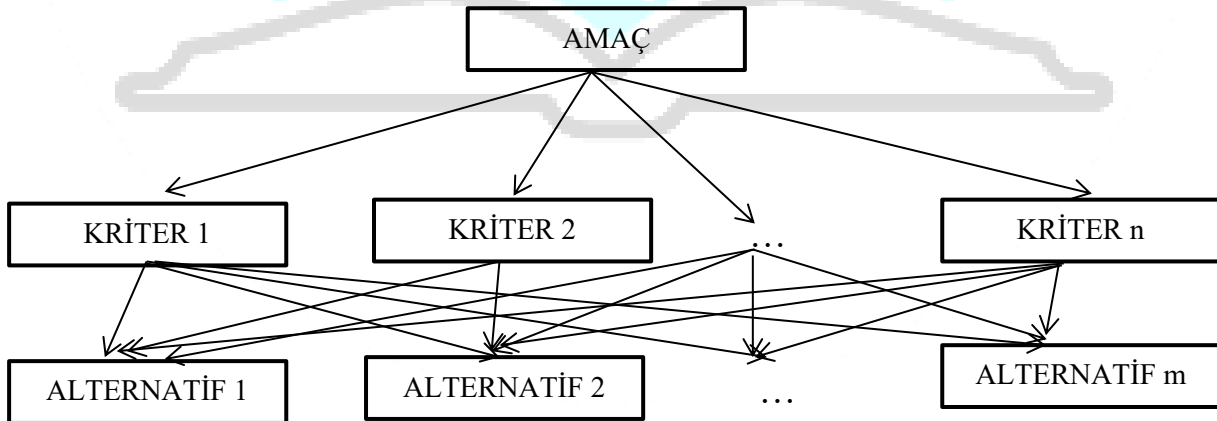 AMAÇ
KRİTER 1
KRİTER 2
...
KRİTER n
ALTERNATİF 1
ALTERNATİF 2
...
ALTERNATİF m